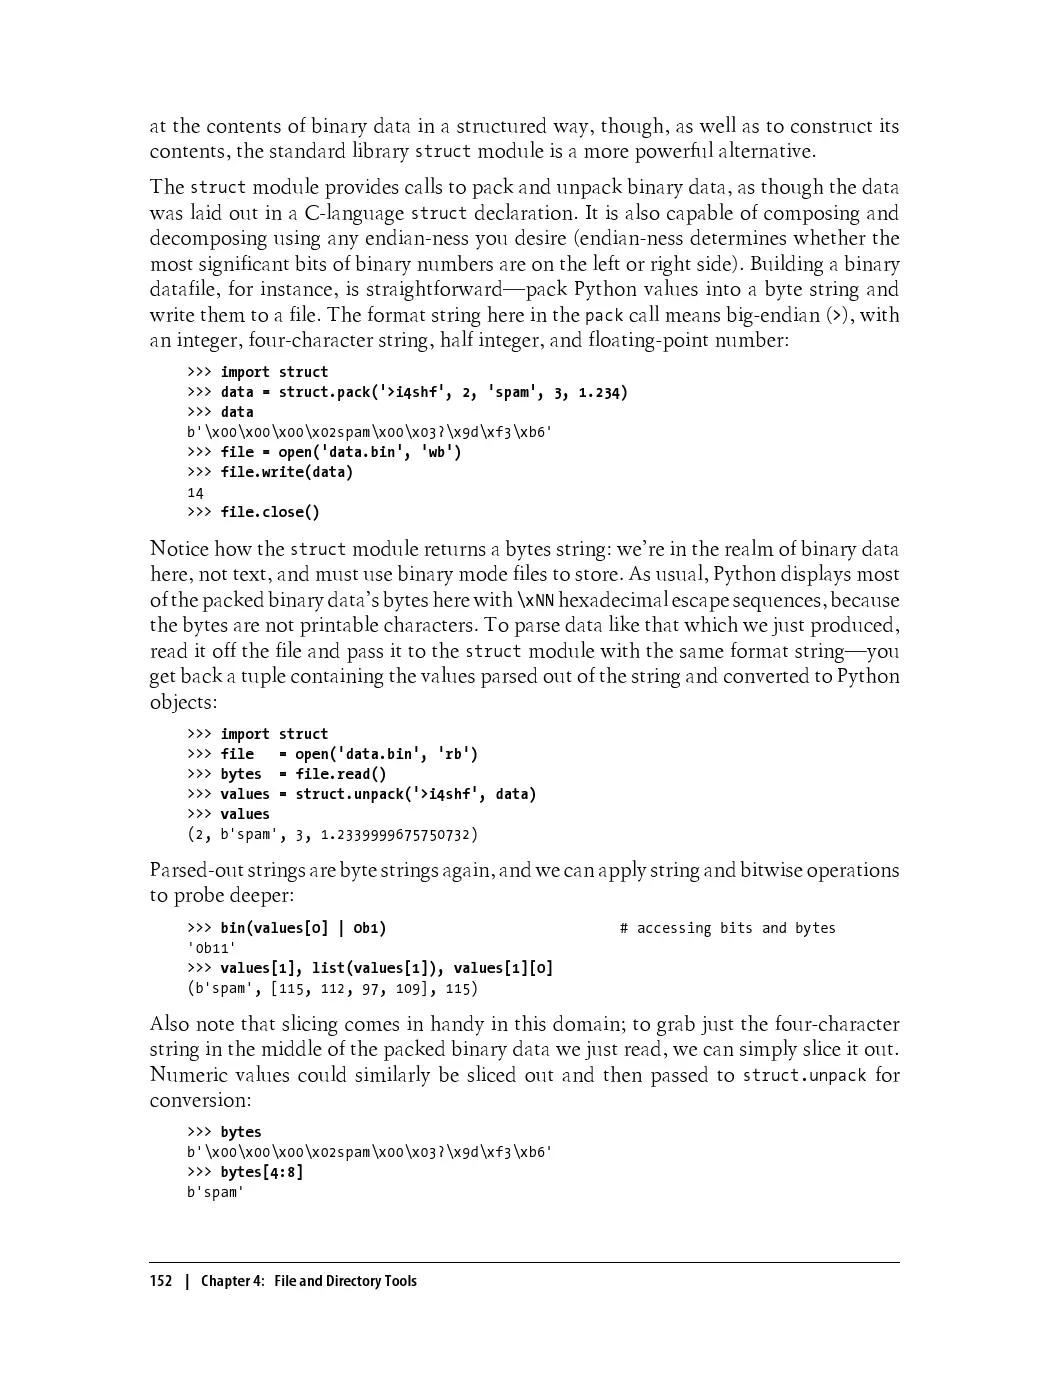 at the contents of binary data in a structured way, though, as well as to construct its
contents, the standard library struct module is a more powerful alternative.
The struct module provides calls to pack and unpack binary data, as though the data
was laid out in a C-language struct declaration. It is also capable of composing and
decomposing using any endian-ness you desire (endian-ness determines whether the
most significant bits of binary numbers are on the left or right side). Building a binary
datafile, for instance, is straightforward—pack Python values into a byte string and
write them to a file. The format string here in the pack call means big-endian (>), with
an integer, four-character string, half integer, and floating-point number:
>>> import struct
>>> data = struct.pack('>i4shf', 2, 'spam', 3, 1.234)
>>> data
b'\x00\x00\x00\x02spam\x00\x03?\x9d\xf3\xb6'
>>> file = open('data.bin', 'wb')
>>> file.write(data)
14
>>> file.close()
Notice how the struct module returns a bytes string: we're in the realm of binary data
here, not text, and must use binary mode files to store. As usual, Python displays most
of the packed binary data's bytes here with \xNN hexadecimal escape sequences, because
the bytes are not printable characters. To parse data like that which we just produced,
read it off the file and pass it to the struct module with the same format string—you
get back a tuple containing the values parsed out of the string and converted to Python
objects:
>>> import struct
>>> file   = open('data.bin', 'rb')
>>> bytes  = file.read()
>>> values = struct.unpack('>i4shf', data)
>>> values
(2, b'spam', 3, 1.2339999675750732)
Parsed-out strings are byte strings again, and we can apply string and bitwise operations
to probe deeper:
>>> bin(values[0] | 0b1)                            # accessing bits and bytes
'0b11'
>>> values[1], list(values[1]), values[1][0]
(b'spam', [115, 112, 97, 109], 115)
Also note that slicing comes in handy in this domain; to grab just the four-character
string in the middle of the packed binary data we just read, we can simply slice it out.
Numeric values could similarly be sliced out and then passed to struct.unpack for
conversion:
>>> bytes
b'\x00\x00\x00\x02spam\x00\x03?\x9d\xf3\xb6'
>>> bytes[4:8]
b'spam'
152 | Chapter 4: File and Directory Tools